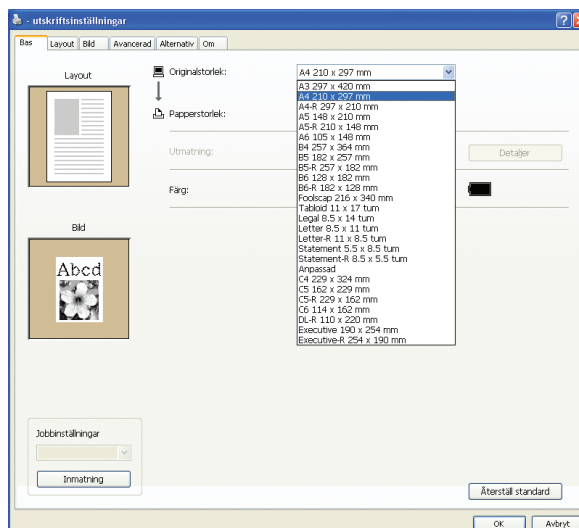 - utskriftsinställningar
Bas Layout Bild Avancerad Alternativ Om
Layout
Originalstorlek: A4 210 x 297 mm
A3 297 x 420 mm
A4 210 x 297 mm
A4-R 297 x 210 mm
Papperstorlek:
A5 148 x 210 mm
A5-R 210 x 148 mm
A6 105 x 148 mm
B4 257 x 364 mm
Utmatning:
B5 182 x 257 mm
Detaljer
B5-R 257 x 182 mm
B6 128 x 182 mm
B6-R 182 x 128 mm
Färg:
Foolscap 216 x 340 mm
Tabloid 11 x 17 tum
Legal 8.5 x 14 tum
Letter 8.5 x 11 tum
Bild
Letter-R 11 x 8.5 tum
Statement 5.5 x 8.5 tum
Statement-R 8.5 x 5.5 tum
Anpassad
Abcd
C4 229 x 324 mm
C5 162 x 229 mm
C5-R 229 x 162 mm
C6 114 x 162 mm
DL-R 110 x 220 mm
Executive 190 x 254 mm
Executive-R 254 x 190 mm
Jobbinställningar
Inmatning
Återställ standard
OK Avbryt